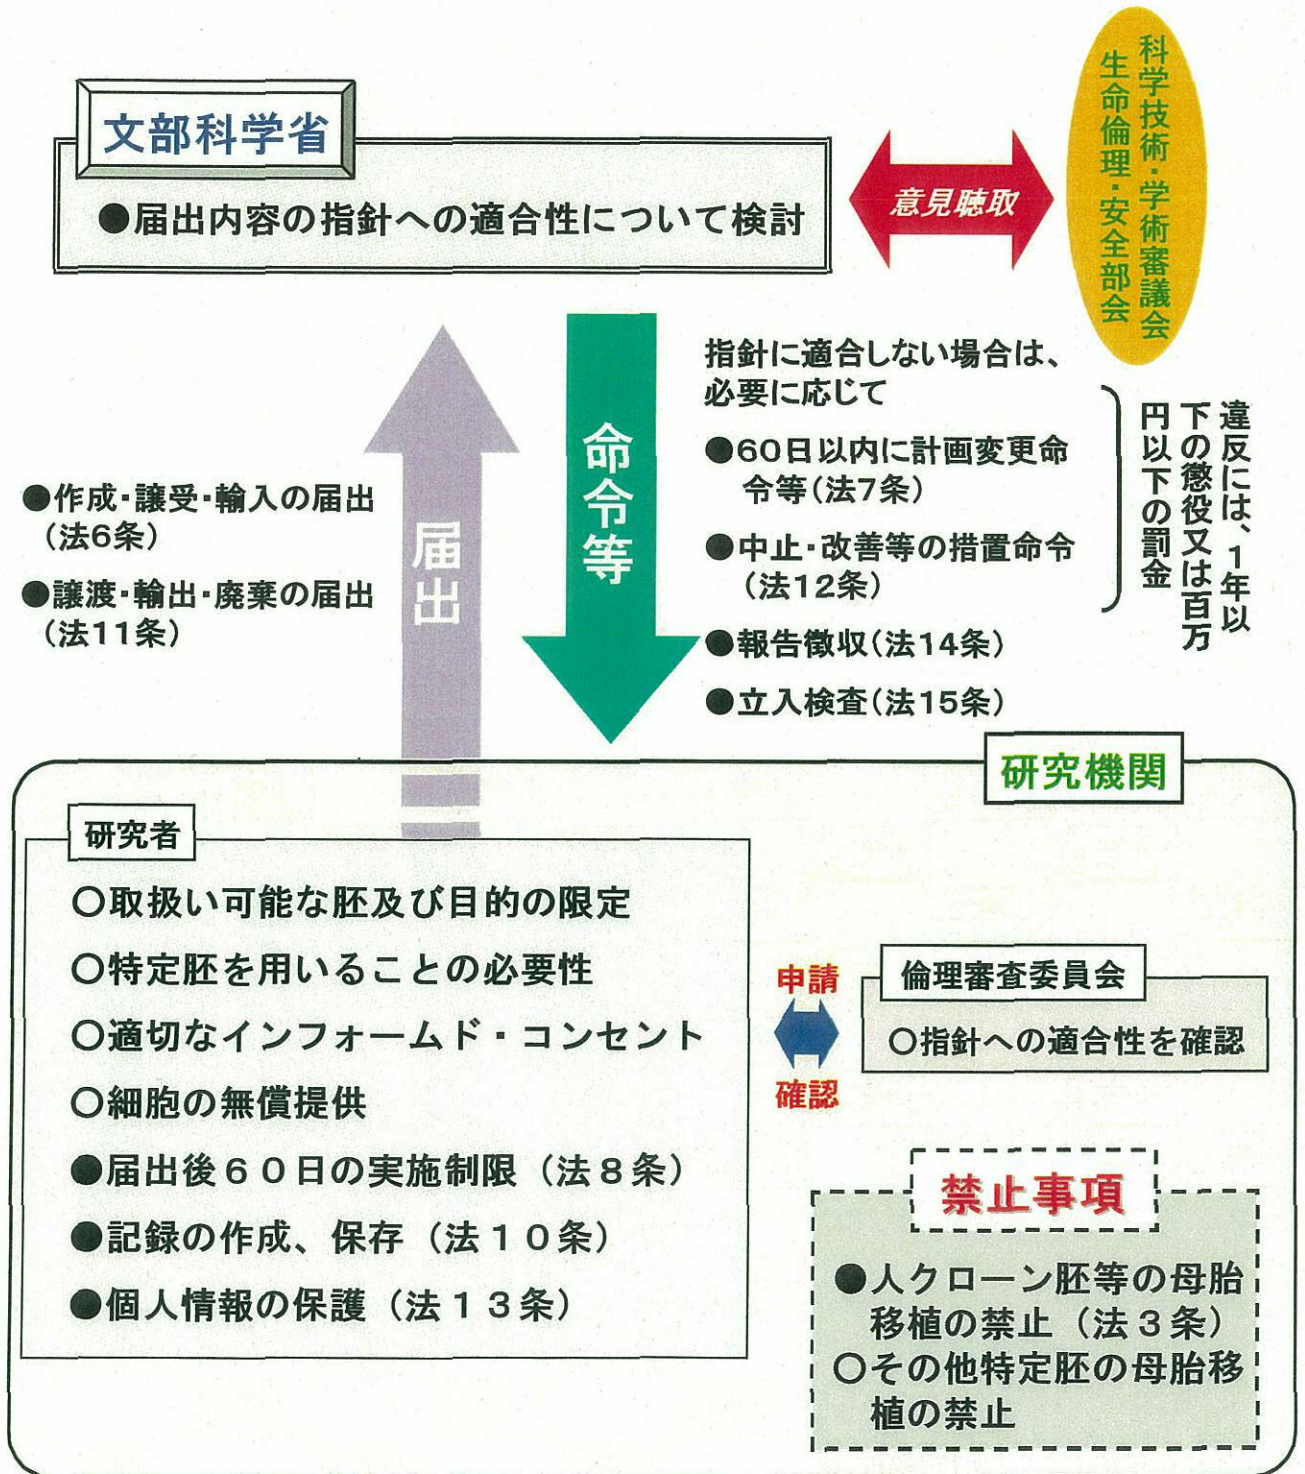 文部科学省
●届出内容の指針への適合性について検討
意見聴取
科学技術・学術審議会
生命倫理・安全部会
届出
●作成・譲受・輸入の届出
(法6条)
●譲渡・輸出・廃棄の届出
(法11条)
命令等
指針に適合しない場合は、
必要に応じて
●60日以内に計画変更命
令等(法7条)
●中止・改善等の措置命令
(法12条)
●報告徴収(法14条)
●立入検査(法15条)
違反には、1年以
下の懲役又は百万
円以下の罰金
研究機関
研究者
○取扱い可能な胚及び目的の限定
○特定胚を用いることの必要性
○適切なインフォームド・コンセント
○細胞の無償提供
●届出後60日の実施制限(法8条)
●記録の作成、保存(法10条)
●個人情報の保護(法13条)
申請
確認
倫理審査委員会
○指針への適合性を確認
禁止事項
●人クローン胚等の母胎
移植の禁止(法3条)
○その他特定胚の母胎移
植の禁止